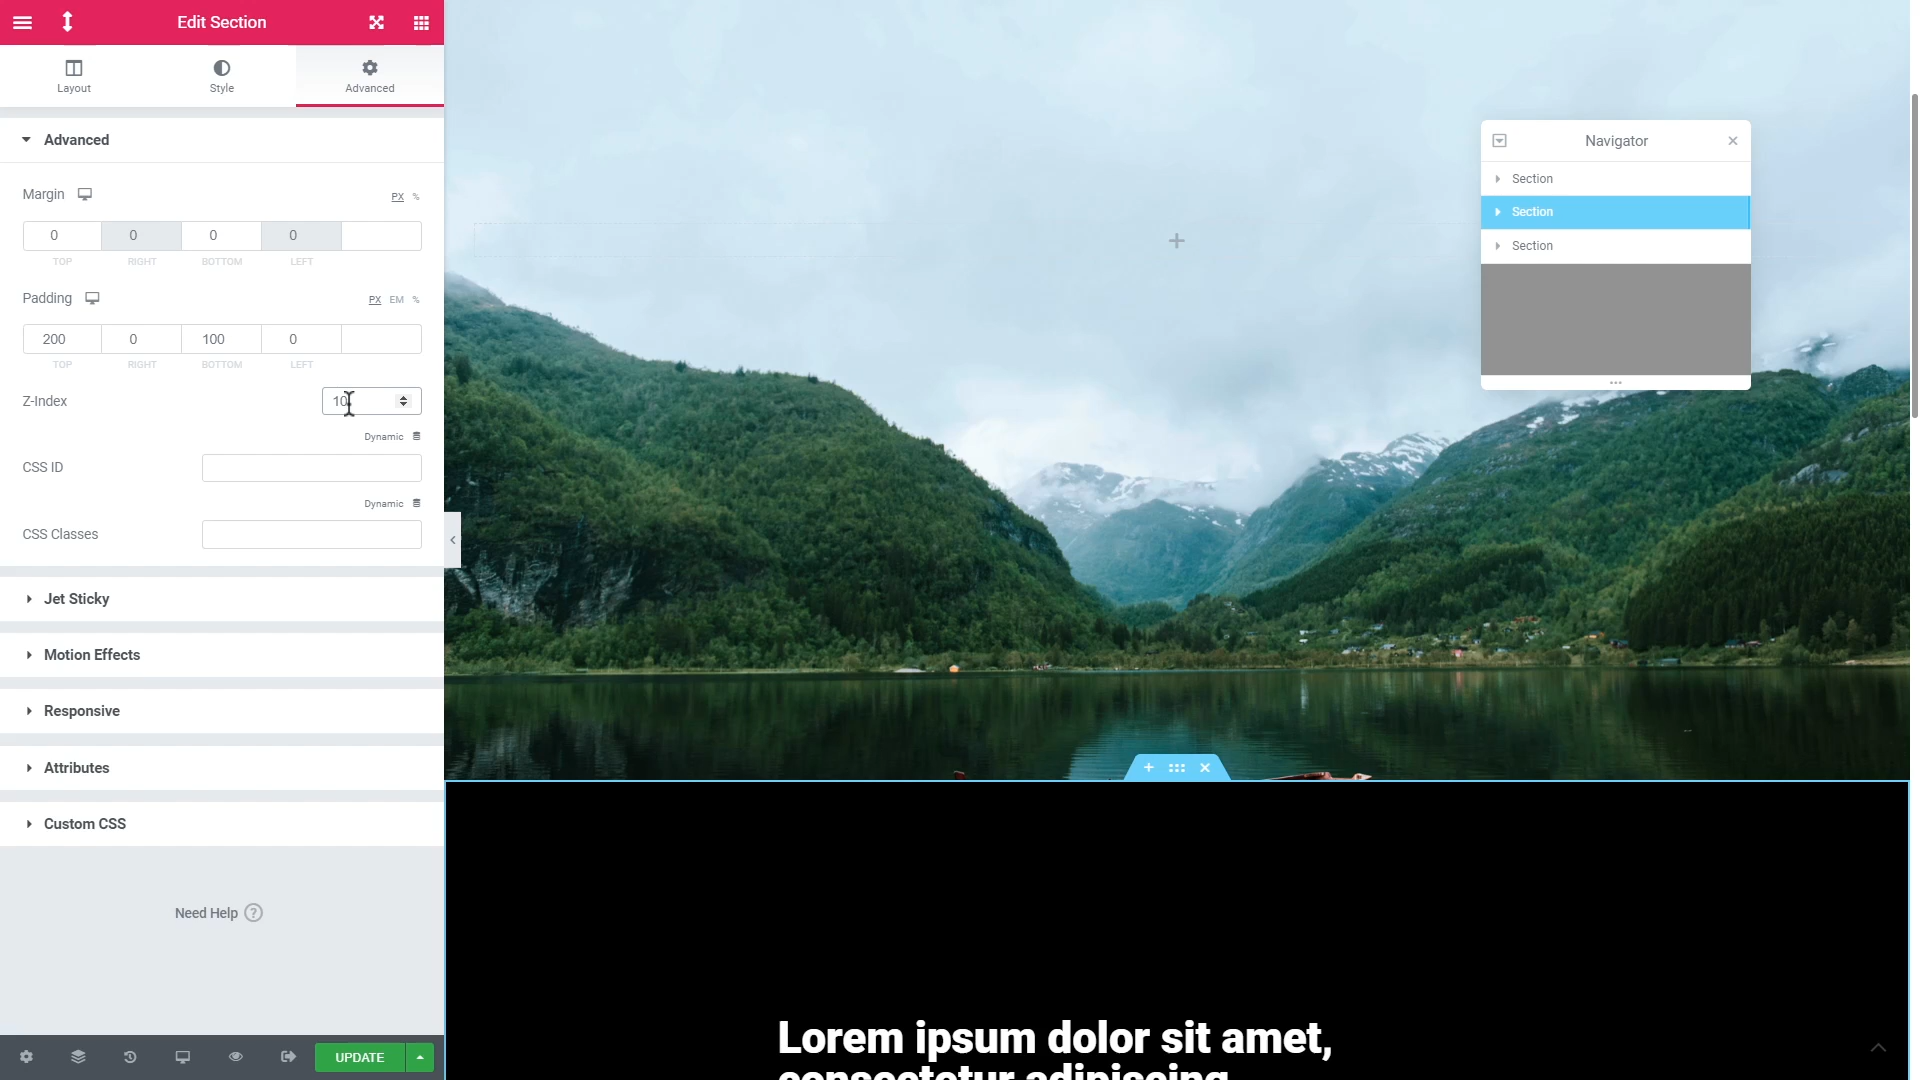 Edit Section
Layout
Style
Advanced
Advanced
Margin
PX %
0 0 0 0
TOP RIGHT BOTTOM LEFT
Padding
PX EM %
200 0 100 0
TOP RIGHT BOTTOM LEFT
Z-Index
10
Dynamic
CSS ID
Dynamic
CSS Classes
Jet Sticky
Motion Effects
Responsive
Attributes
Custom CSS
Need Help ?
UPDATE
Navigator
Section
Section
Section
Lorem ipsum dolor sit amet,
consectetur adipiscing